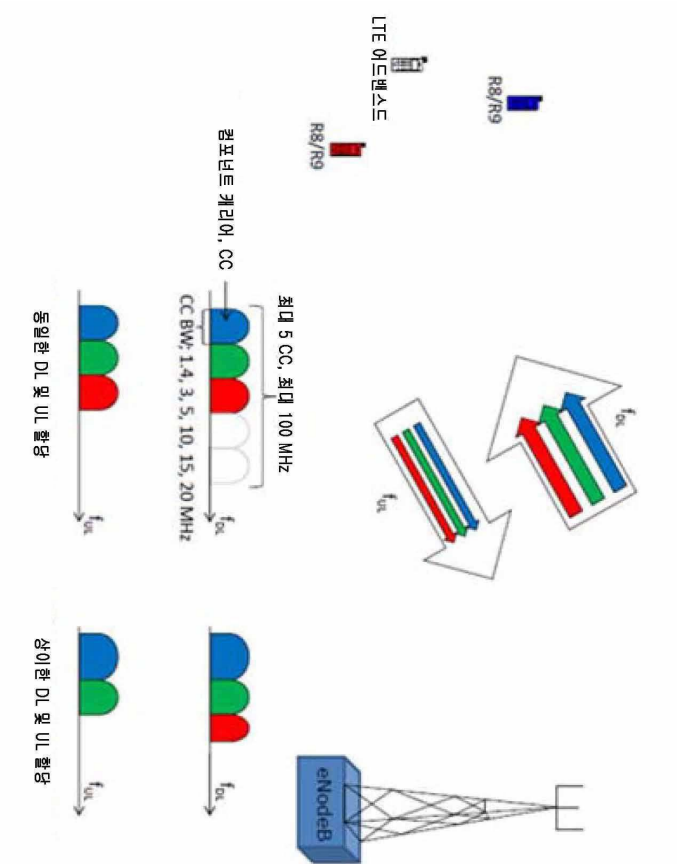 R8/R9
LTE 어드밴스드
R8/R9
f_DL
f_UL
eNodeB
최대 5 CC, 최대 100 MHz
컴포넌트 캐리어, CC
f_DL
CC BW; 1.4, 3, 5, 10, 15, 20 MHz
f_DL
f_UL
f_UL
동일한 DL 및 UL 할당
상이한 DL 및 UL 할당